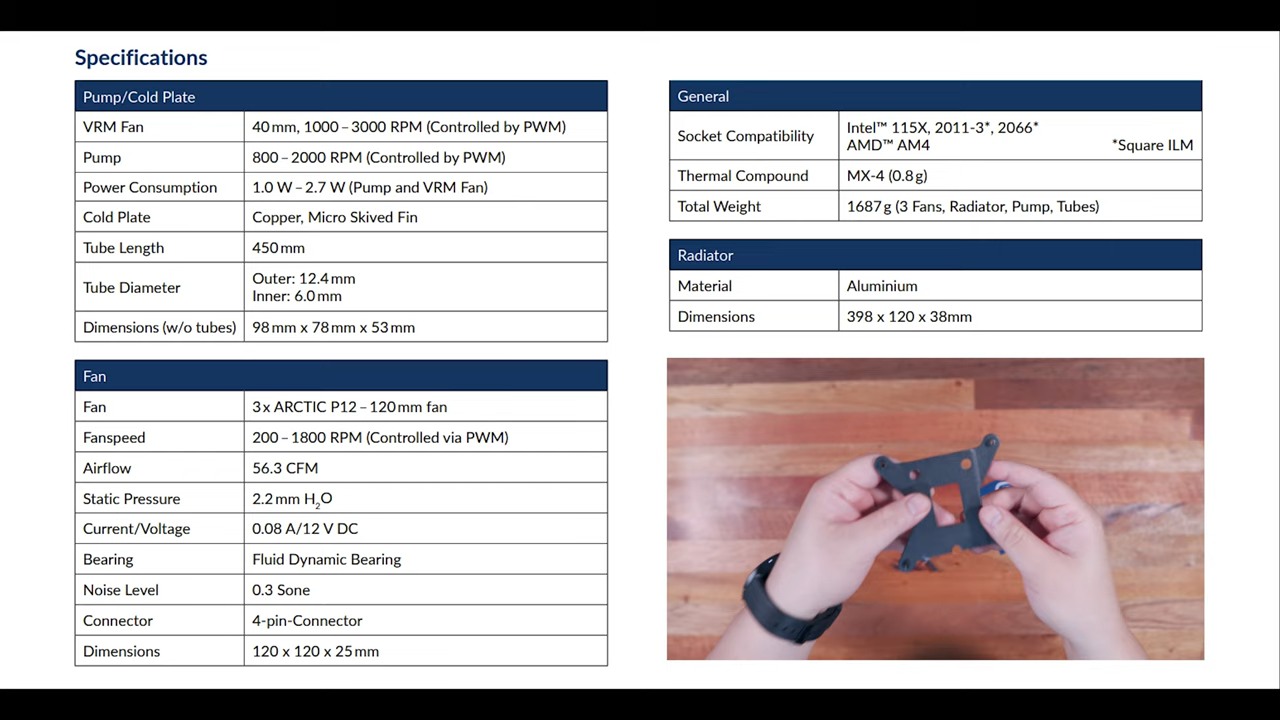 Specifications
Pump/Cold Plate
VRM Fan 40 mm, 1000 – 3000 RPM (Controlled by PWM)
Pump 800 – 2000 RPM (Controlled by PWM)
Power Consumption 1.0 W – 2.7 W (Pump and VRM Fan)
Cold Plate Copper, Micro Skived Fin
Tube Length 450 mm
Tube Diameter Outer: 12.4 mm
Inner: 6.0 mm
Dimensions (w/o tubes) 98 mm x 78 mm x 53 mm
Fan
Fan 3 x ARCTIC P12 – 120 mm fan
Fanspeed 200 – 1800 RPM (Controlled via PWM)
Airflow 56.3 CFM
Static Pressure 2.2 mm H₂O
Current/Voltage 0.08 A/12 V DC
Bearing Fluid Dynamic Bearing
Noise Level 0.3 Sone
Connector 4-pin-Connector
Dimensions 120 x 120 x 25 mm
General
Socket Compatibility Intel™ 115X, 2011-3*, 2066*
AMD™ AM4 *Square ILM
Thermal Compound MX-4 (0.8 g)
Total Weight 1687 g (3 Fans, Radiator, Pump, Tubes)
Radiator
Material Aluminium
Dimensions 398 x 120 x 38mm